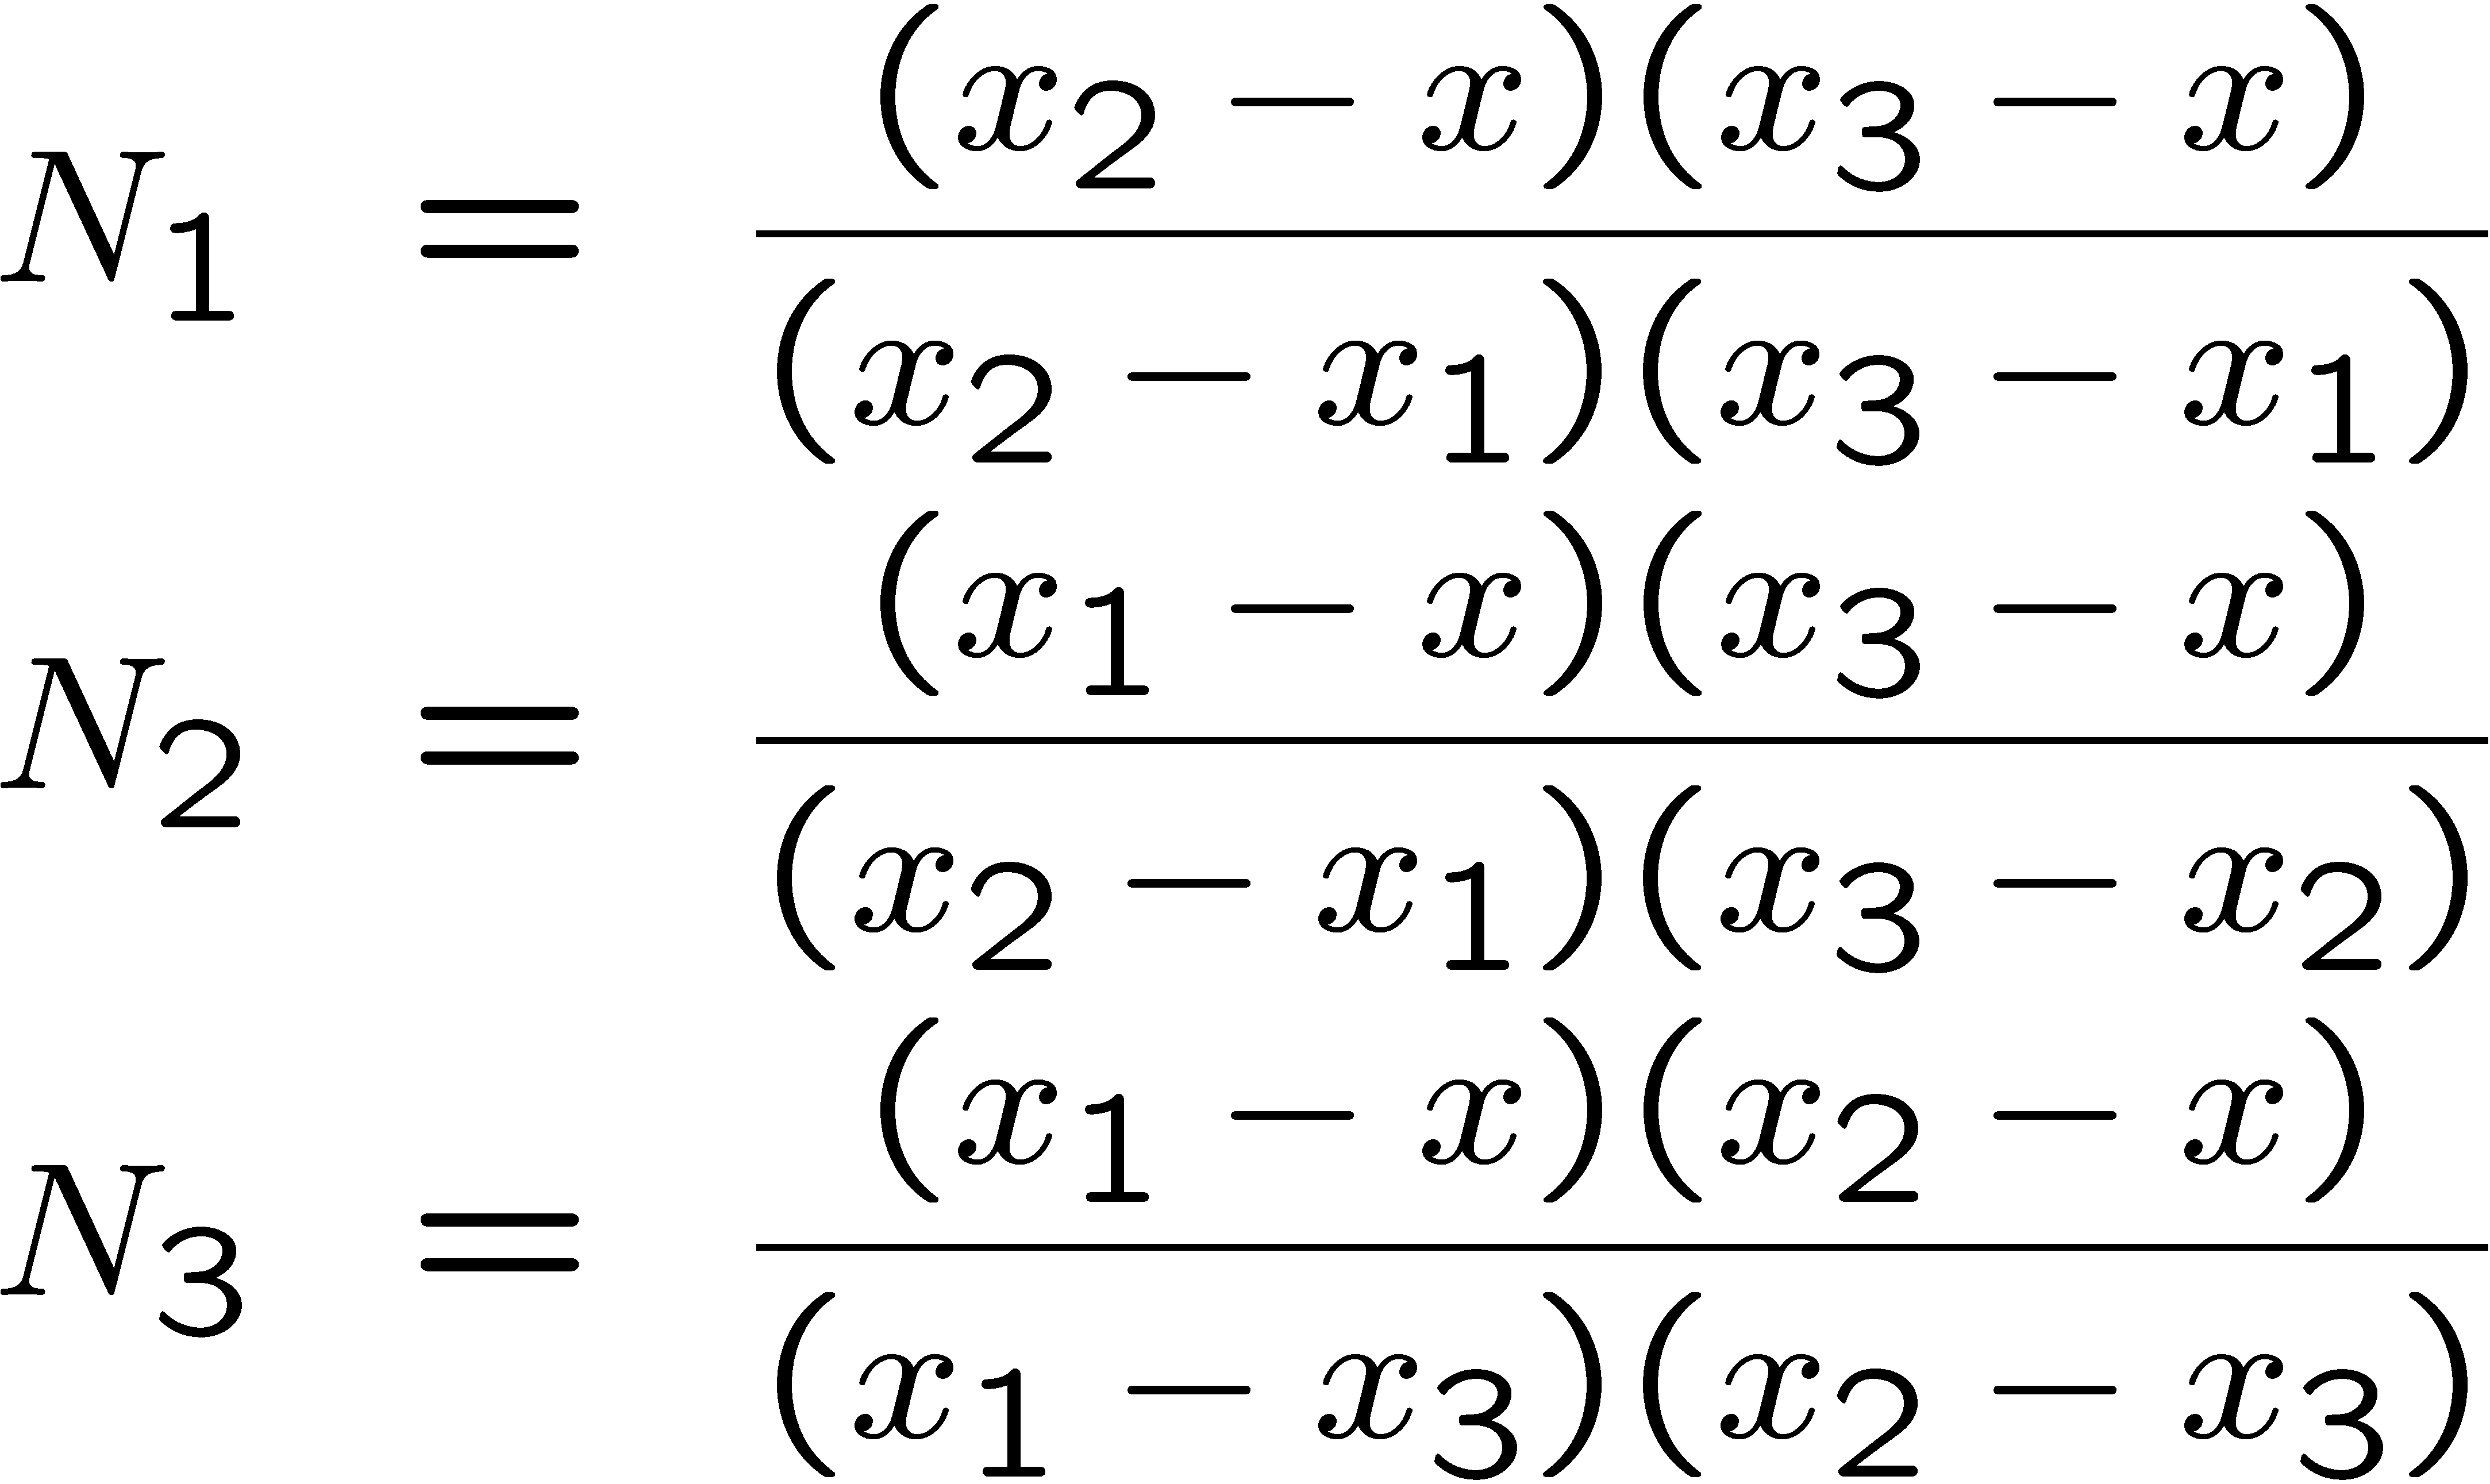 N_1 = \frac{(x_2 - x)(x_3 - x)}{(x_2 - x_1)(x_3 - x_1)}
N_2 = \frac{(x_1 - x)(x_3 - x)}{(x_2 - x_1)(x_3 - x_2)}
N_3 = \frac{(x_1 - x)(x_2 - x)}{(x_1 - x_3)(x_2 - x_3)}